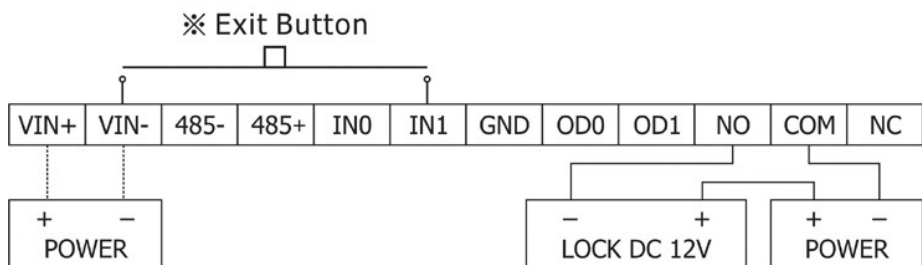 ※ Exit Button
VIN+ VIN- 485- 485+ IN0 IN1 GND OD0 OD1 NO COM NC
+ − − + + −
POWER LOCK DC 12V POWER